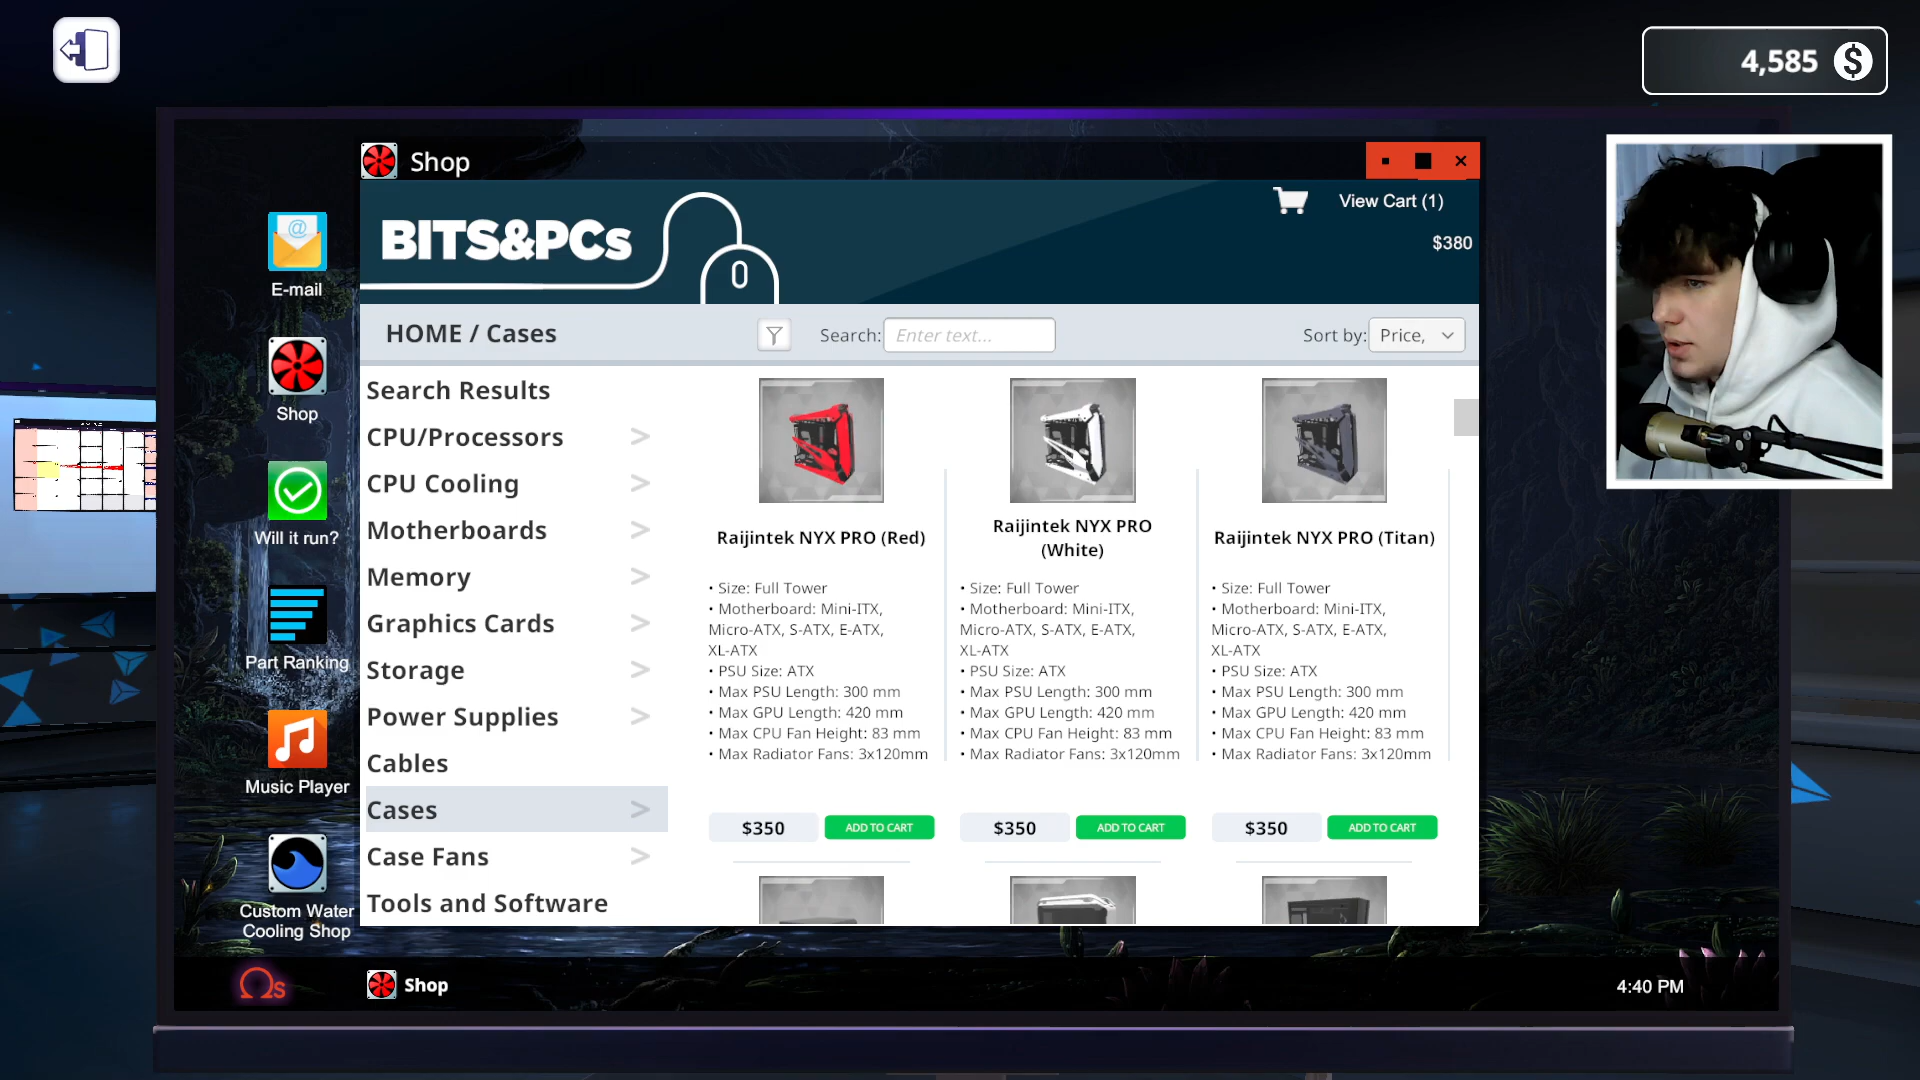 4,585 $
Shop
View Cart (1)
BITS&PCs
$380
HOME / Cases
Search:
Enter text...
Sort by:
Price,
E-mail
Shop
Will it run?
Part Ranking
Music Player
Custom Water
Cooling Shop
Search Results
CPU/Processors >
CPU Cooling >
Motherboards >
Memory >
Graphics Cards >
Storage >
Power Supplies >
Cables
Cases >
Case Fans >
Tools and Software
Raijintek NYX PRO (Red)
• Size: Full Tower
• Motherboard: Mini-ITX,
Micro-ATX, S-ATX, E-ATX,
XL-ATX
• PSU Size: ATX
• Max PSU Length: 300 mm
• Max GPU Length: 420 mm
• Max CPU Fan Height: 83 mm
• Max Radiator Fans: 3x120mm
$350
ADD TO CART
Raijintek NYX PRO
(White)
• Size: Full Tower
• Motherboard: Mini-ITX,
Micro-ATX, S-ATX, E-ATX,
XL-ATX
• PSU Size: ATX
• Max PSU Length: 300 mm
• Max GPU Length: 420 mm
• Max CPU Fan Height: 83 mm
• Max Radiator Fans: 3x120mm
$350
ADD TO CART
Raijintek NYX PRO (Titan)
• Size: Full Tower
• Motherboard: Mini-ITX,
Micro-ATX, S-ATX, E-ATX,
XL-ATX
• PSU Size: ATX
• Max PSU Length: 300 mm
• Max GPU Length: 420 mm
• Max CPU Fan Height: 83 mm
• Max Radiator Fans: 3x120mm
$350
ADD TO CART
Ωs
Shop
4:40 PM